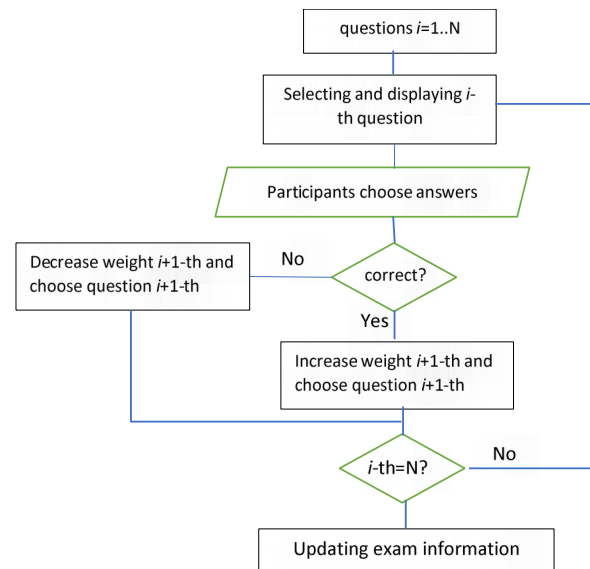 questions i=1..N
Selecting and displaying i-
th question
Participants choose answers
Decrease weight i+1-th and
choose question i+1-th
No
correct?
Yes
Increase weight i+1-th and
choose question i+1-th
i-th=N?
No
Updating exam information